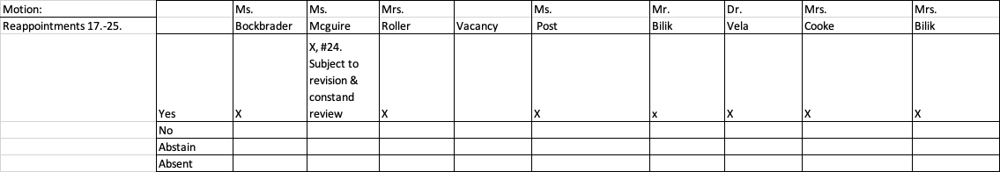 Motion: Ms. Ms. Mrs. Ms. Mr. Dr. Mrs. Mrs.
Reappointments 17.-25. Bockbrader Mcguire Roller Vacancy Post Bilik Vela Cooke Bilik
X, #24.
Subject to
revision &
constand
Yes X review X X x X X X
No
Abstain
Absent